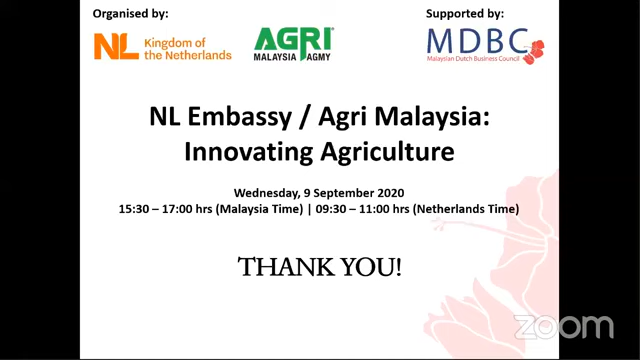 Organised by:
Supported by:
NL Kingdom of
the Netherlands
AGRI
MALAYSIA AGMY
MDBC
Malaysian Dutch Business Council
NL Embassy / Agri Malaysia:
Innovating Agriculture
Wednesday, 9 September 2020
15:30 – 17:00 hrs (Malaysia Time) | 09:30 – 11:00 hrs (Netherlands Time)
THANK YOU!
zoom